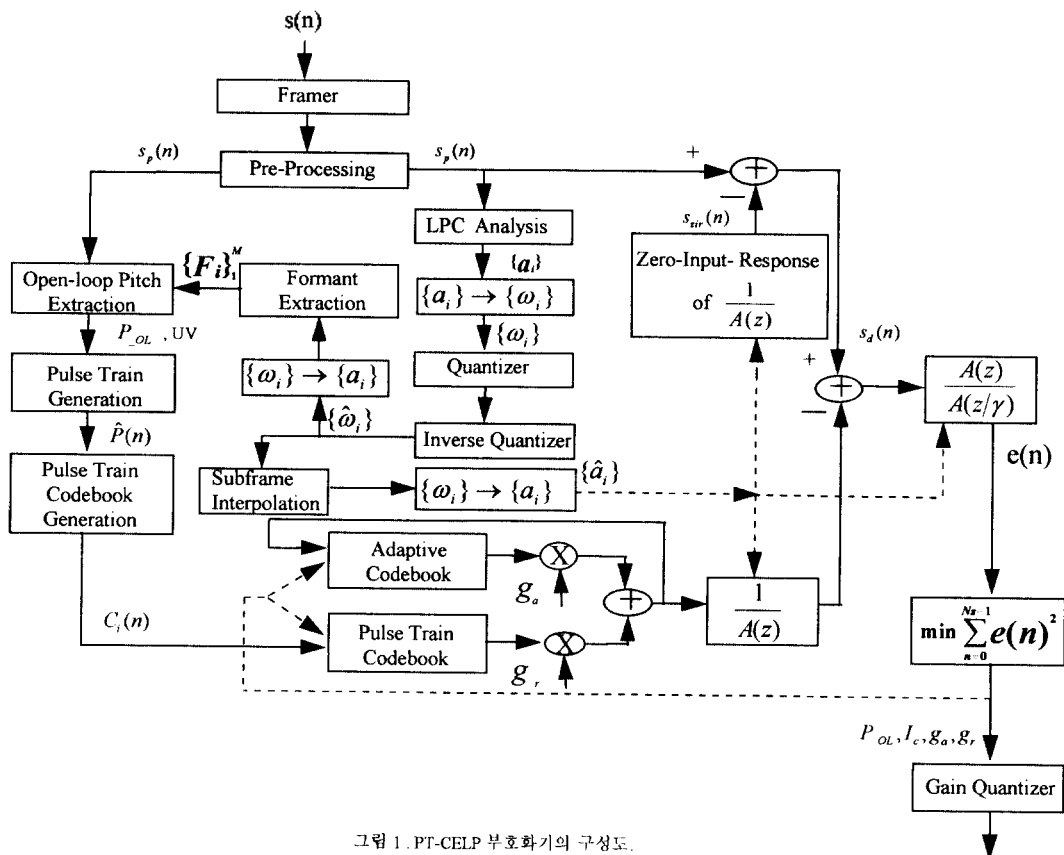 s(n)
Framer
s_p(n)
Pre-Processing
s_p(n)
+
+
−
LPC Analysis
s_zir(n)
{a_i}
Zero-Input- Response
of 1/A(z)
Open-loop Pitch
Extraction
{F_i}_1^M
Formant
Extraction
{a_i} → {ω_i}
{ω_i}
P_OL , UV
s_d(n)
Pulse Train
Generation
{ω_i} → {a_i}
Quantizer
+
+
−
A(z)/A(z/γ)
P̂(n)
{ω̂_i}
Inverse Quantizer
e(n)
Pulse Train
Codebook
Generation
Subframe
Interpolation
{ω_i} → {a_i}
{â_i}
Adaptive
Codebook
X
g_a
+
1/A(z)
C_i(n)
Pulse Train
Codebook
X
g_r
min ∑_{n=0}^{Ns-1} e(n)^2
P_OL, I_c, g_a, g_r
Gain Quantizer
그림 1. PT-CELP 부호화기의 구성도.